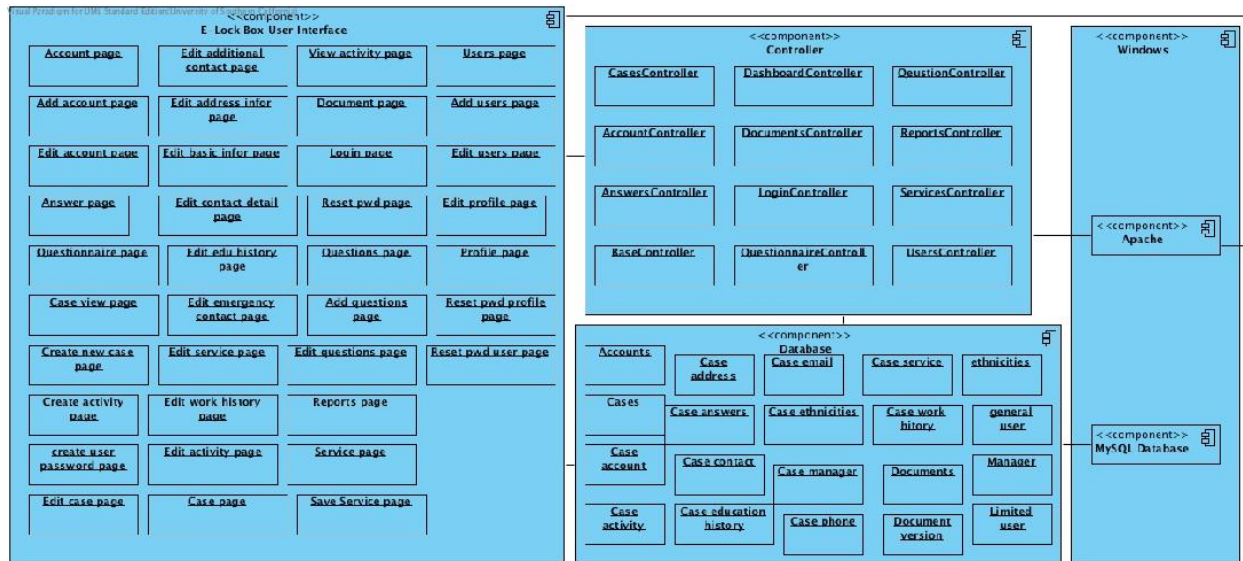 Visual Paradigm for UML Standard Edition(University of Southern California)
<<component>>
E-Lock Box User Interface
Account page
Edit additional
contact page
View activity page
Users page
Add account page
Edit address infor
page
Document page
Add users page
Edit account page
Edit basic infor page
Login page
Edit users page
Answer page
Edit contact detail
page
Reset pwd page
Edit profile page
Questionnaire page
Edit edu history
page
Questions page
Profile page
Case view page
Edit emergency
contact page
Add questions
page
Reset pwd profile
page
Create new case
page
Edit service page
Edit questions page
Reset pwd user page
Create activity
page
Edit work history
page
Reports page
create user
password page
Edit activity page
Service page
Edit case page
Case page
Save Service page
<<component>>
Controller
CasesController
DashboardController
QeustionController
AccountController
DocumentsController
ReportsController
AnswersController
LoginController
ServicesController
BaseController
QuestionnaireControll
er
UsersController
<<component>>
Database
Accounts
Case
address
Case email
Case service
ethnicities
Cases
Case answers
Case ethnicities
Case work
hitory
general
user
Case
account
Case contact
Case manager
Documents
Manager
Case
activity
Case education
history
Case phone
Document
version
Limited
user
<<component>>
Windows
<<component>>
Apache
<<component>>
MySQL Database